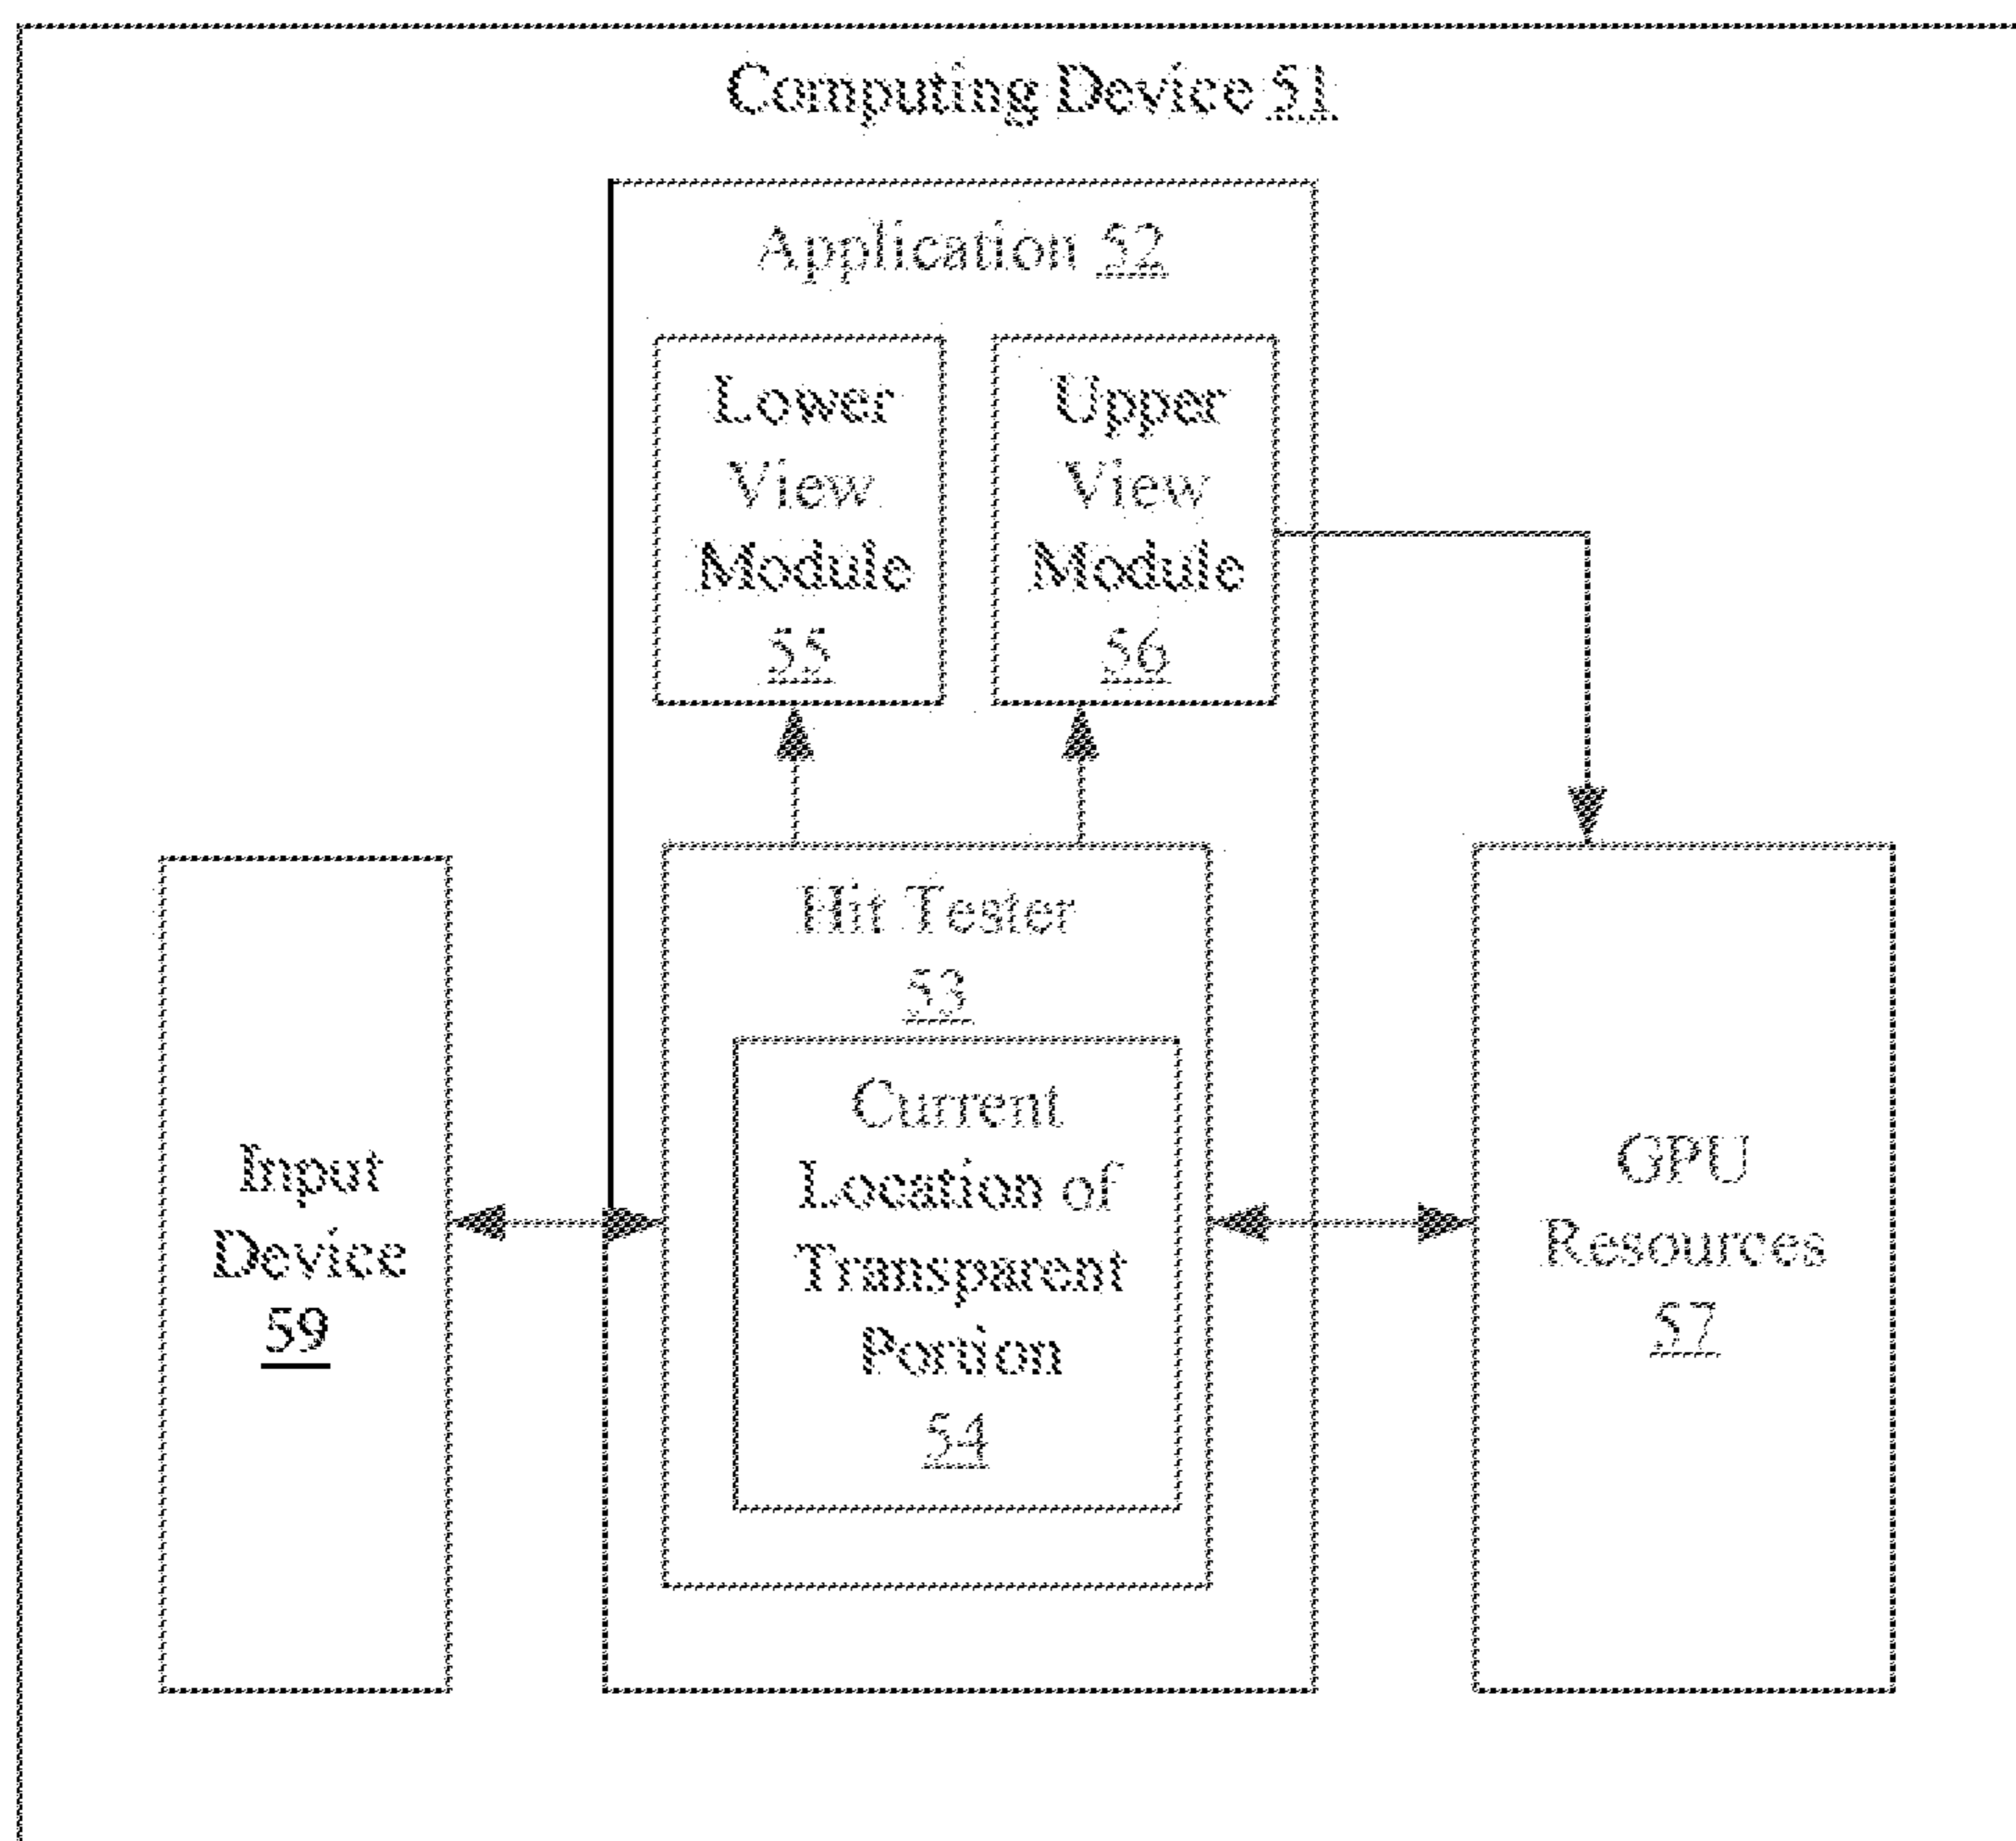 Computing Device 51
Application 52
Lower
View
Module
55
Upper
View
Module
56
Hit Tester
53
Current
Location of
Transparent
Portion
54
Input
Device
59
GPU
Resources
57